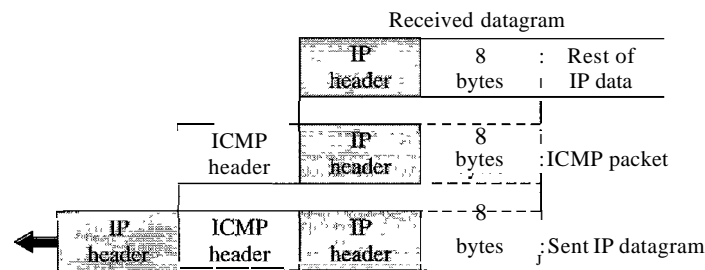 Received datagram
IP header
8 bytes
Rest of IP data
ICMP header
IP header
8 bytes
ICMP packet
IP header
ICMP header
IP header
8 bytes
Sent IP datagram